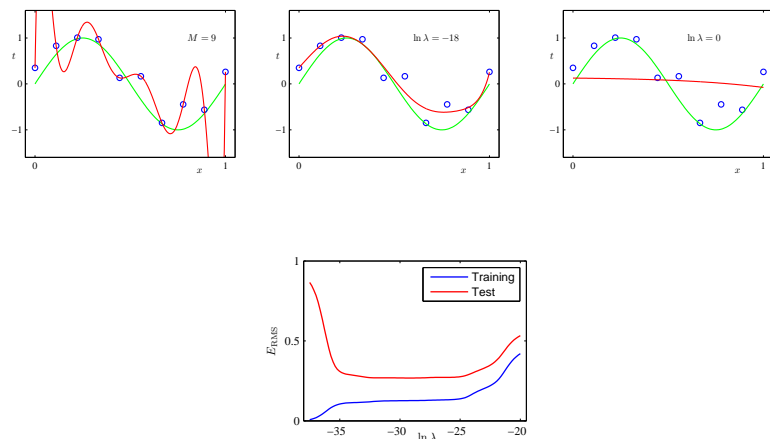 M = 9
t
1
0
−1
0
x
1
ln λ = −18
t
1
0
−1
0
x
1
ln λ = 0
t
1
0
−1
0
x
1
E_RMS
1
0.5
0
Training
Test
−35
−30
−25
−20
ln λ